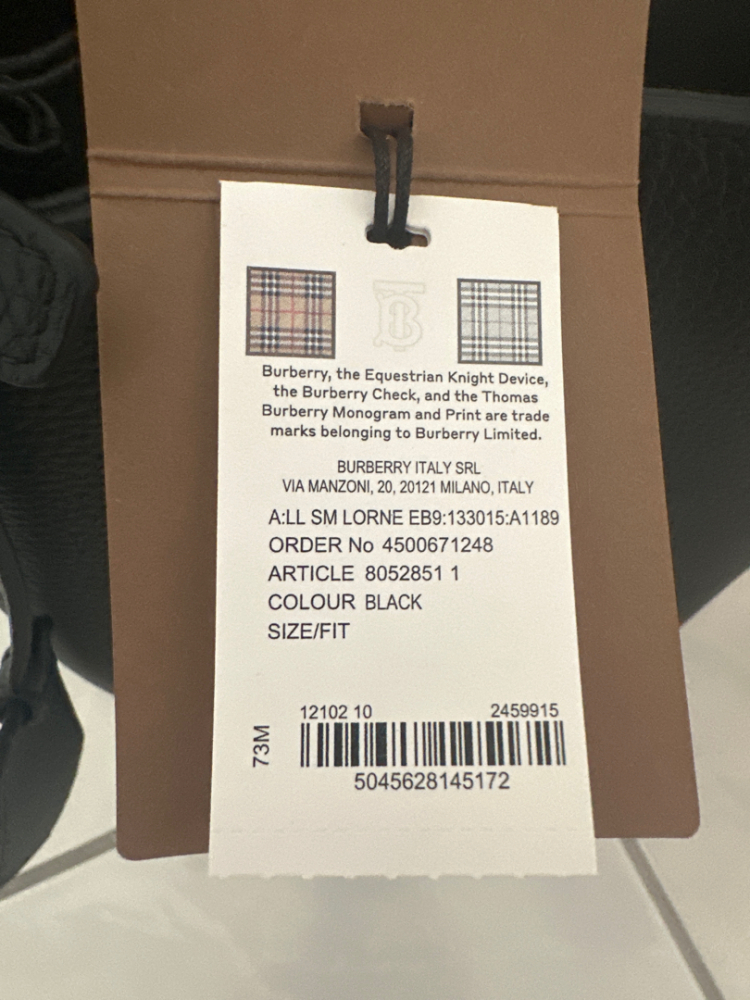 B
Burberry, the Equestrian Knight Device,
the Burberry Check, and the Thomas
Burberry Monogram and Print are trade
marks belonging to Burberry Limited.
BURBERRY ITALY SRL
VIA MANZONI, 20, 20121 MILANO, ITALY
A:LL SM LORNE EB9:133015:A1189
ORDER No 4500671248
ARTICLE 8052851 1
COLOUR BLACK
SIZE/FIT
12102 10 2459915
73M
5045628145172